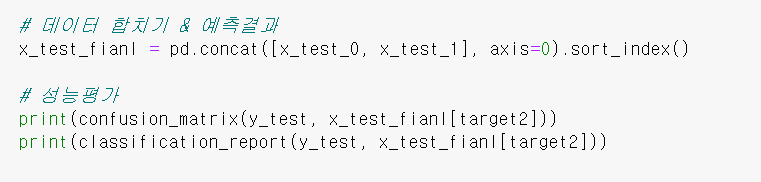 # 데이터 합치기 & 예측결과
x_test_fianl = pd.concat([x_test_0, x_test_1], axis=0).sort_index()
# 성능평가
print(confusion_matrix(y_test, x_test_fianl[target2]))
print(classification_report(y_test, x_test_fianl[target2]))